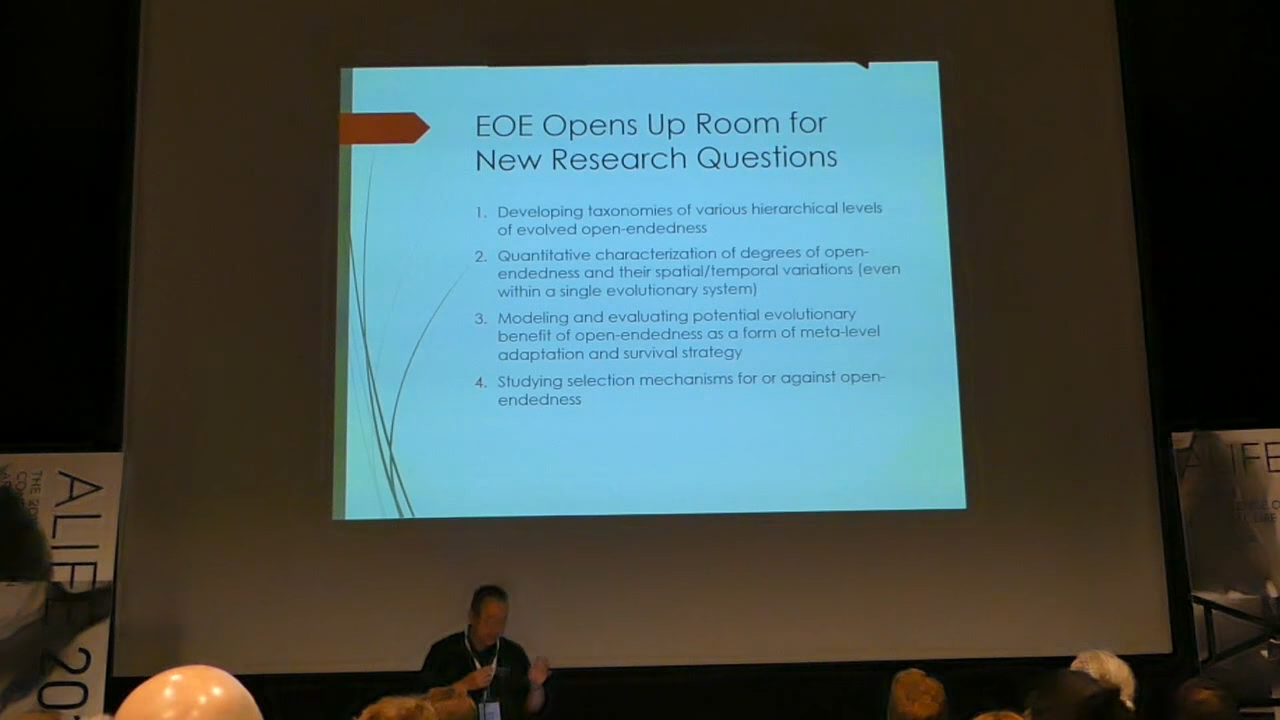 EOE Opens Up Room for
New Research Questions
1. Developing taxonomies of various hierarchical levels
of evolved open-endedness
2. Quantitative characterization of degrees of open-
endedness and their spatial/temporal variations (even
within a single evolutionary system)
3. Modeling and evaluating potential evolutionary
benefit of open-endedness as a form of meta-level
adaptation and survival strategy
4. Studying selection mechanisms for or against open-
endedness
ALIFE 20
THE
ALIFE